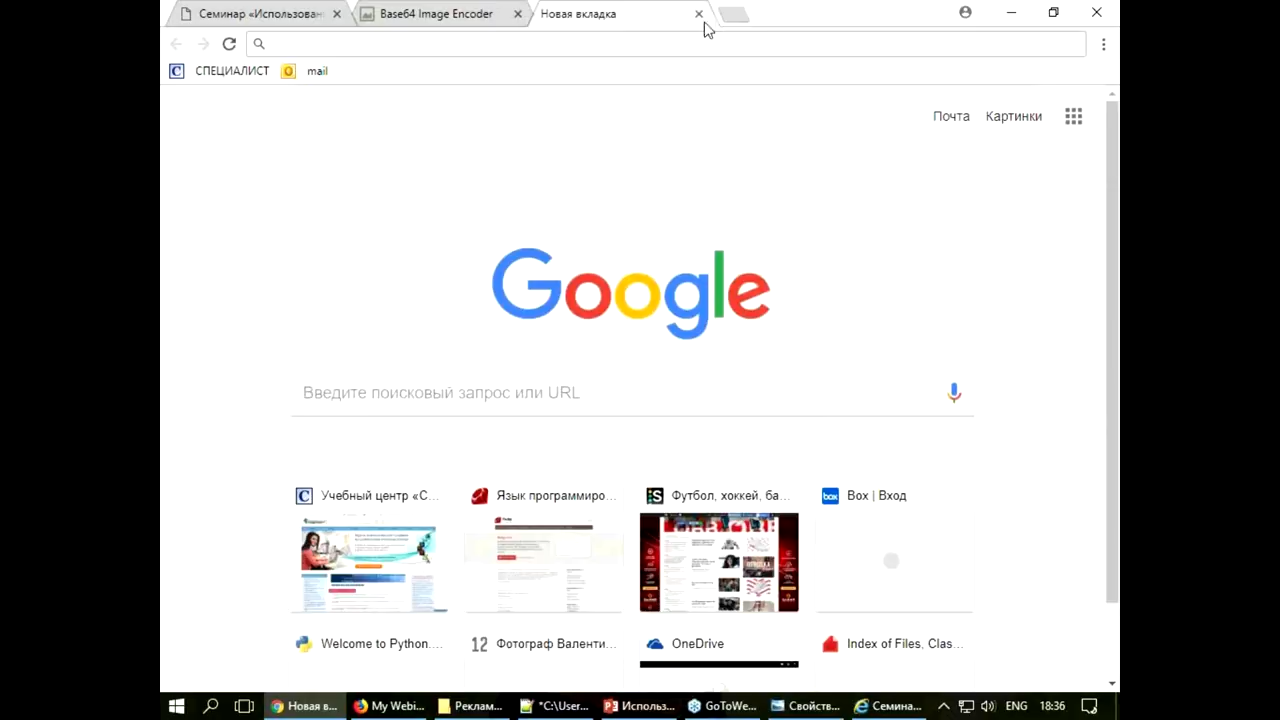 Семинар «Использован
Base64 Image Encoder
Новая вкладка
СПЕЦИАЛИСТ
mail
Почта
Картинки
Google
Введите поисковый запрос или URL
Учебный центр «С...
Язык программиро...
Футбол, хоккей, ба...
Box | Вход
Welcome to Python....
Фотограф Валенти...
OneDrive
Index of Files, Clas...
Новая в...
My Webi...
Реклам...
*C:\User...
Использ...
GoToWe...
Свойств...
Семина...
ENG
18:36